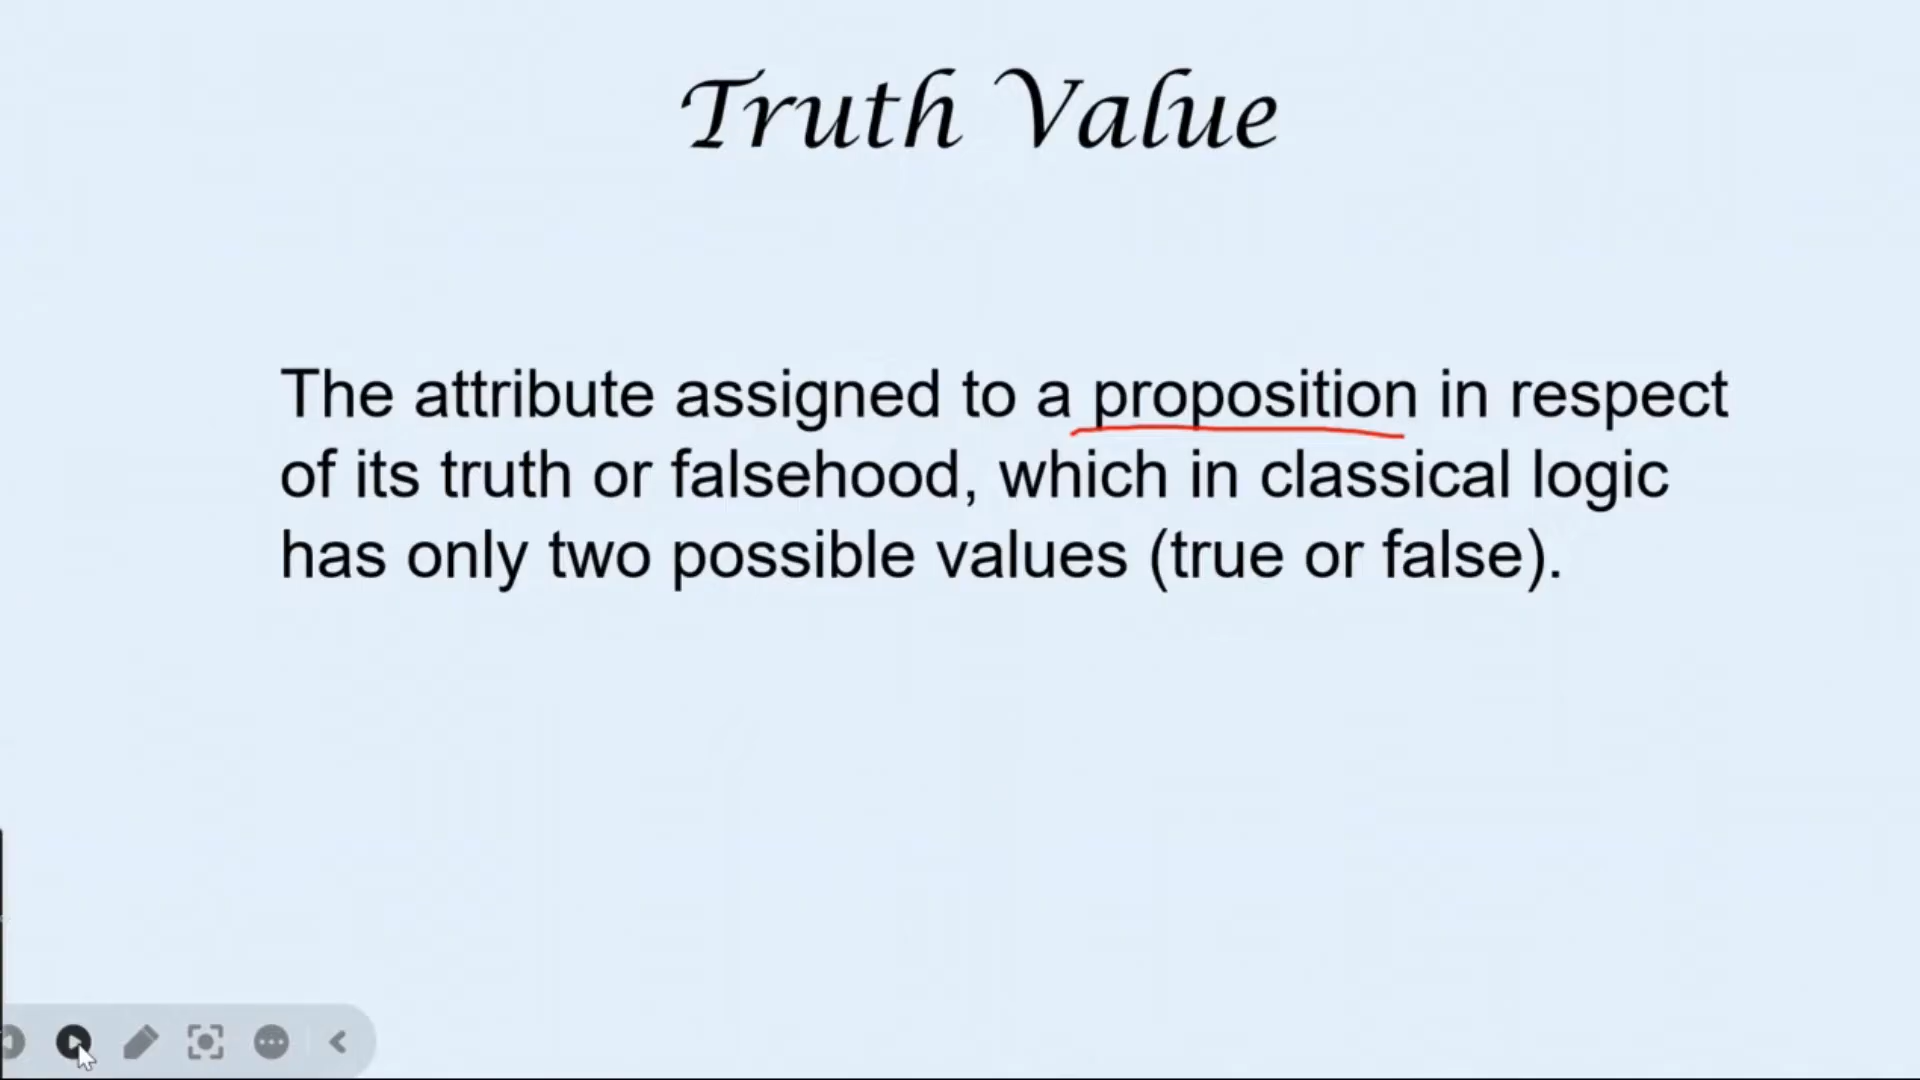 Truth Value
The attribute assigned to a proposition in respect
of its truth or falsehood, which in classical logic
has only two possible values (true or false).